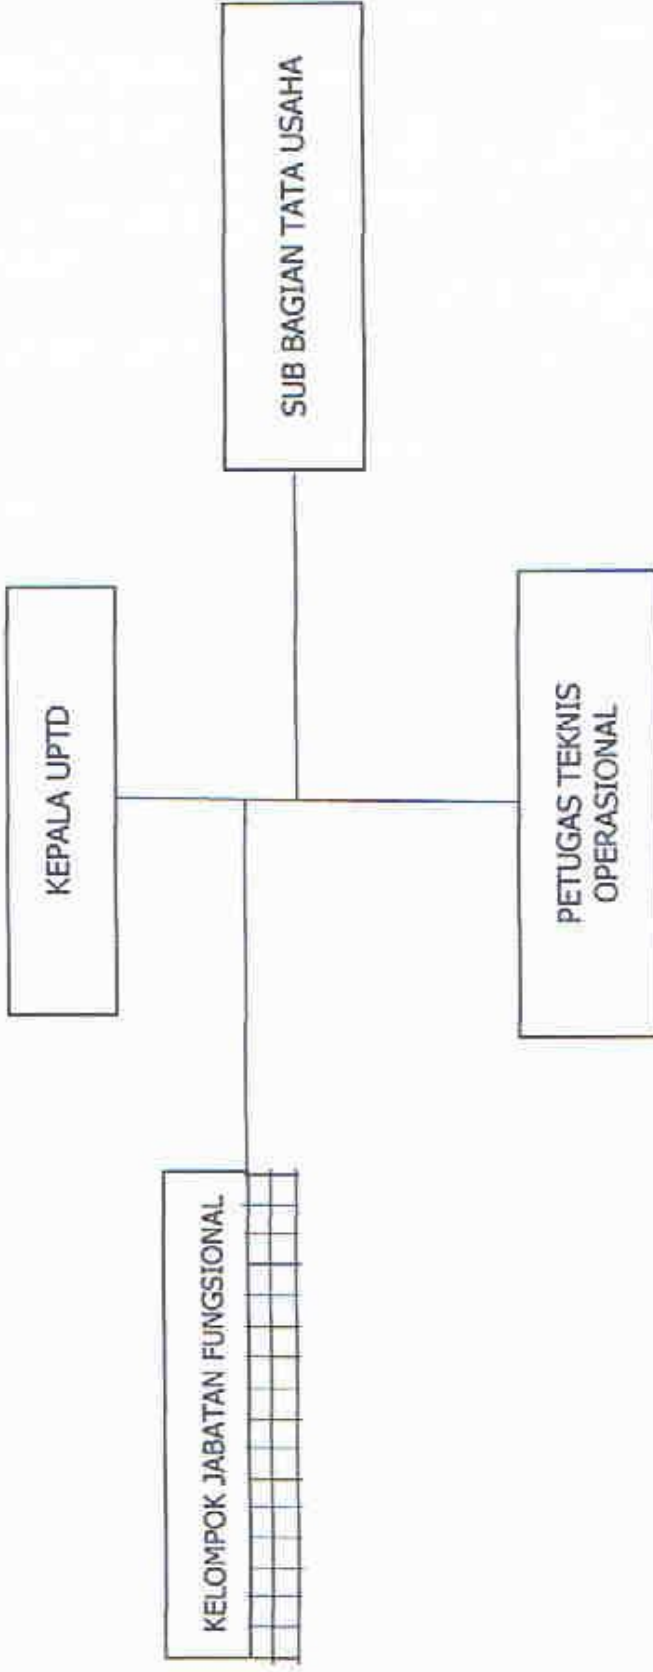 KEPALA UPTD
KELOMPOK JABATAN FUNGSIONAL
SUB BAGIAN TATA USAHA
PETUGAS TEKNIS
OPERASIONAL